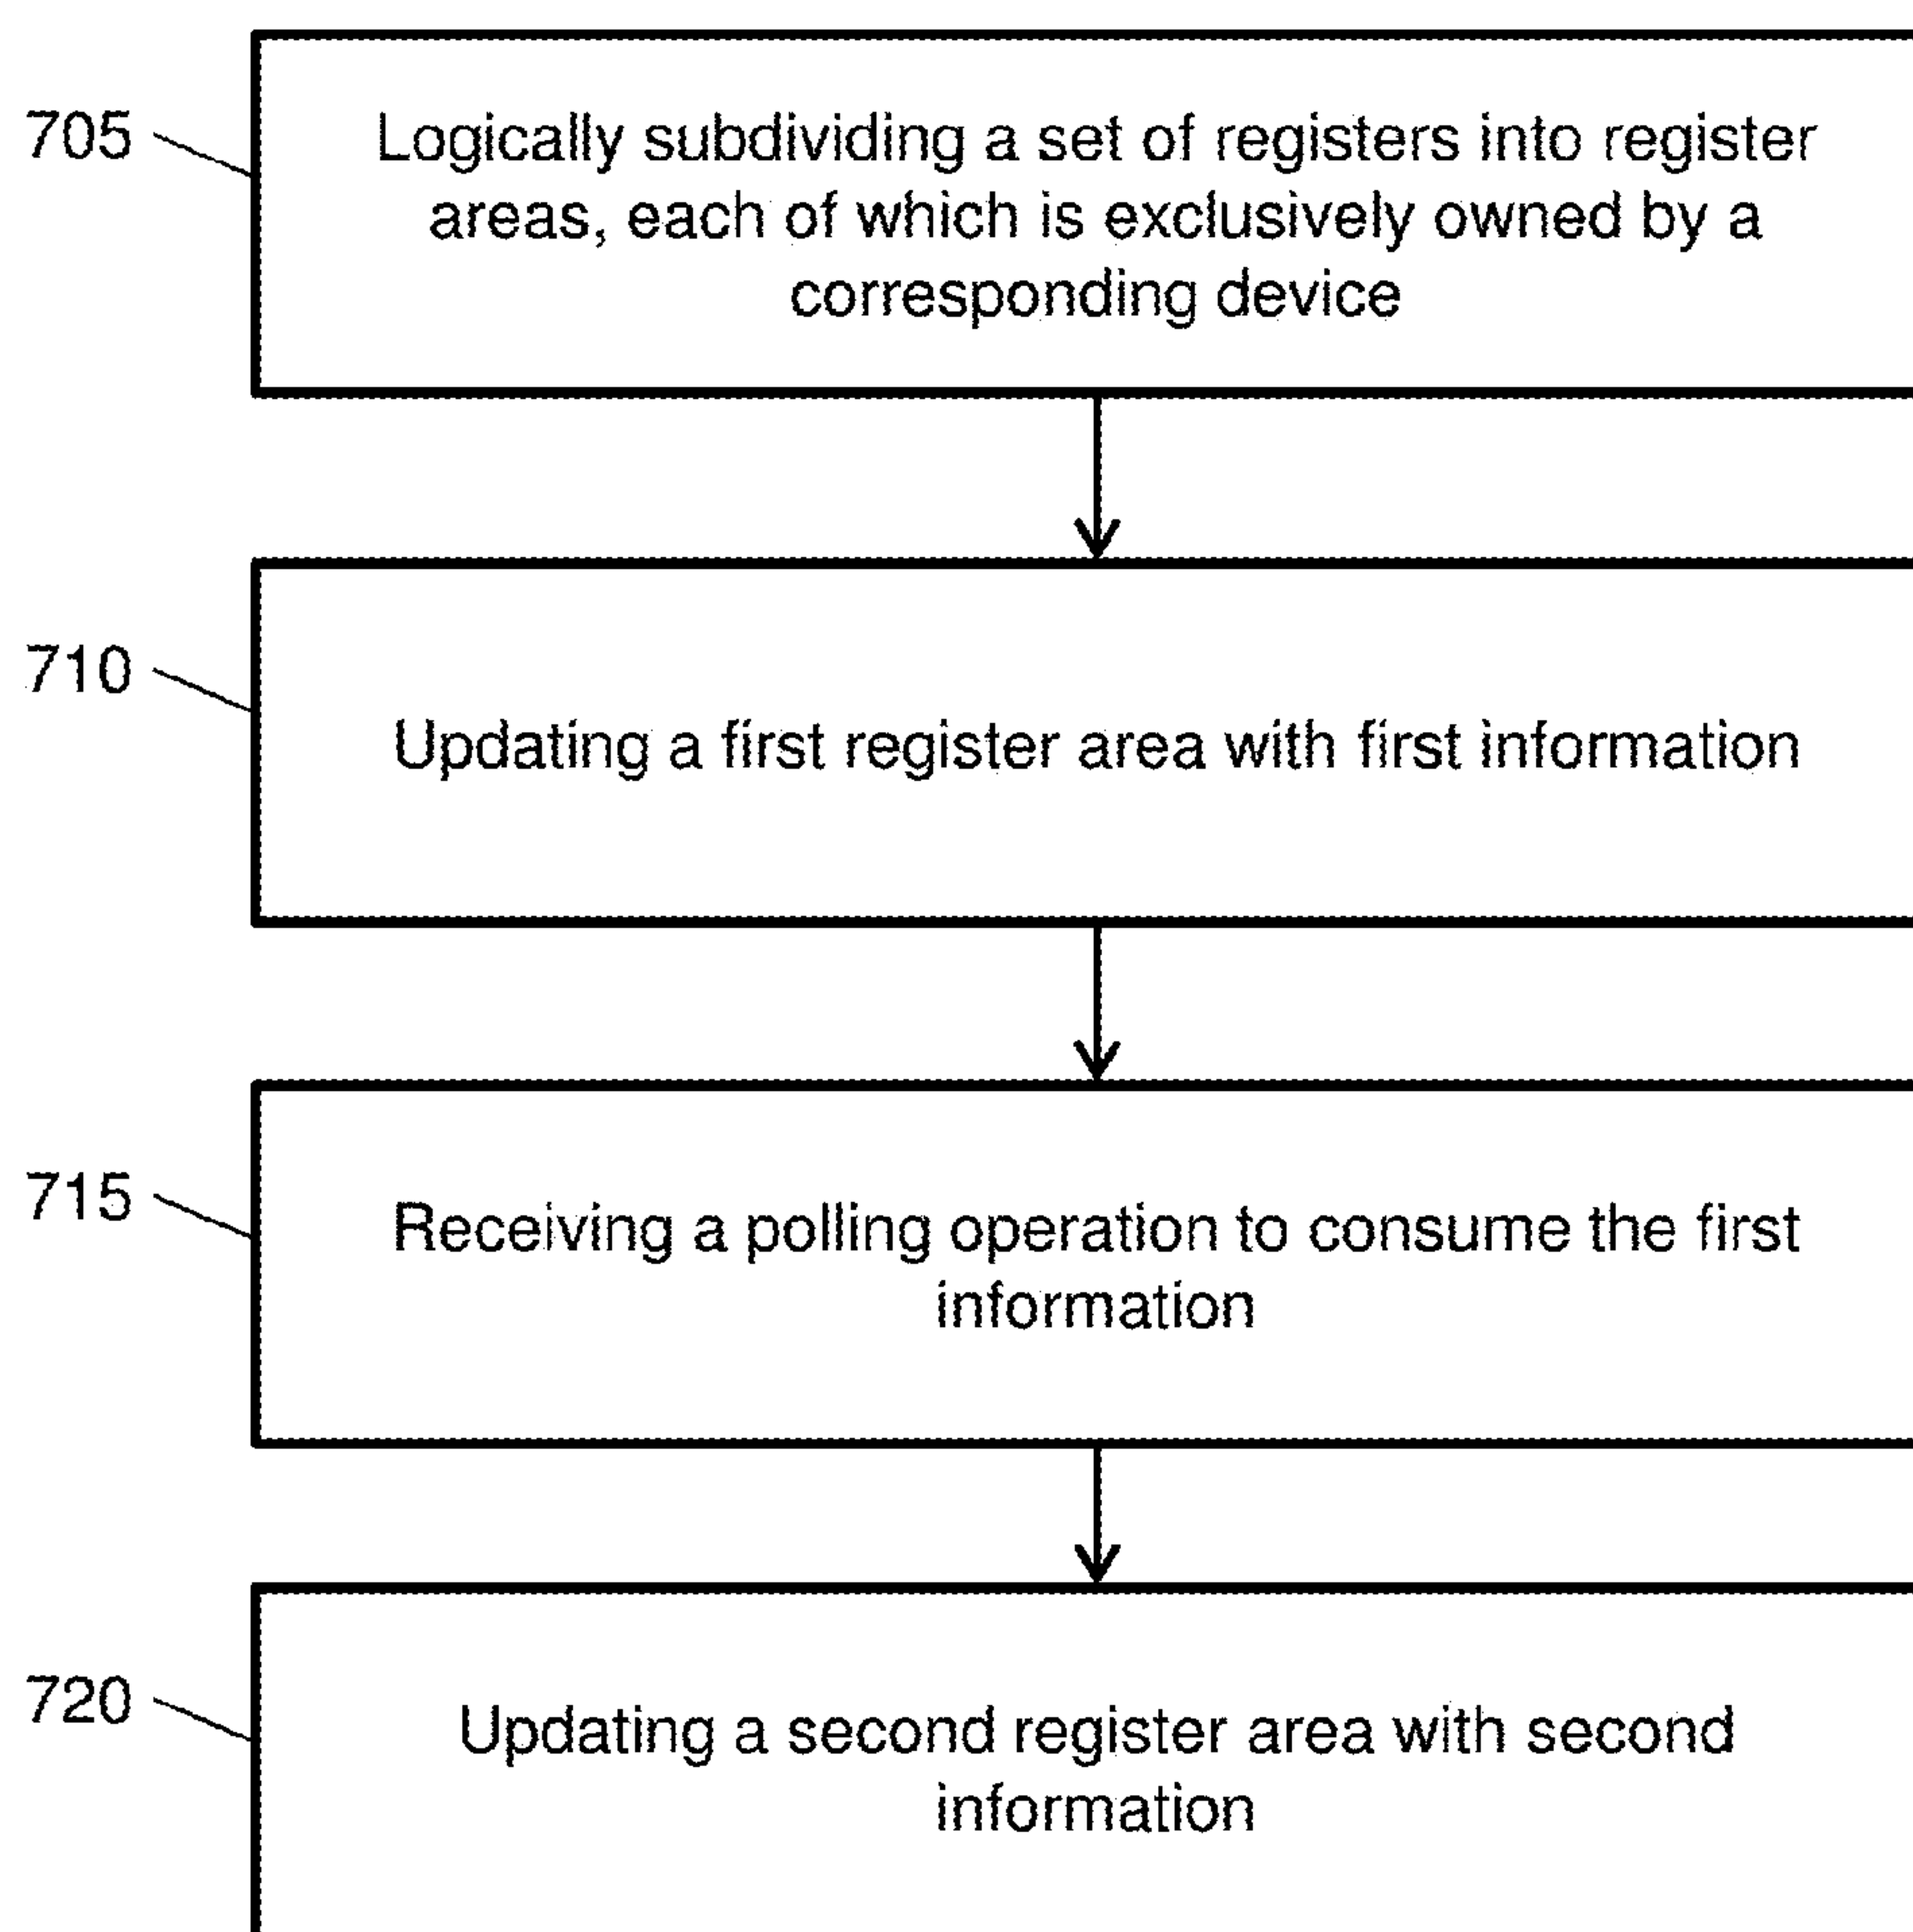 705
Logically subdividing a set of registers into register
areas, each of which is exclusively owned by a
corresponding device
710
Updating a first register area with first information
715
Receiving a polling operation to consume the first
information
720
Updating a second register area with second
information